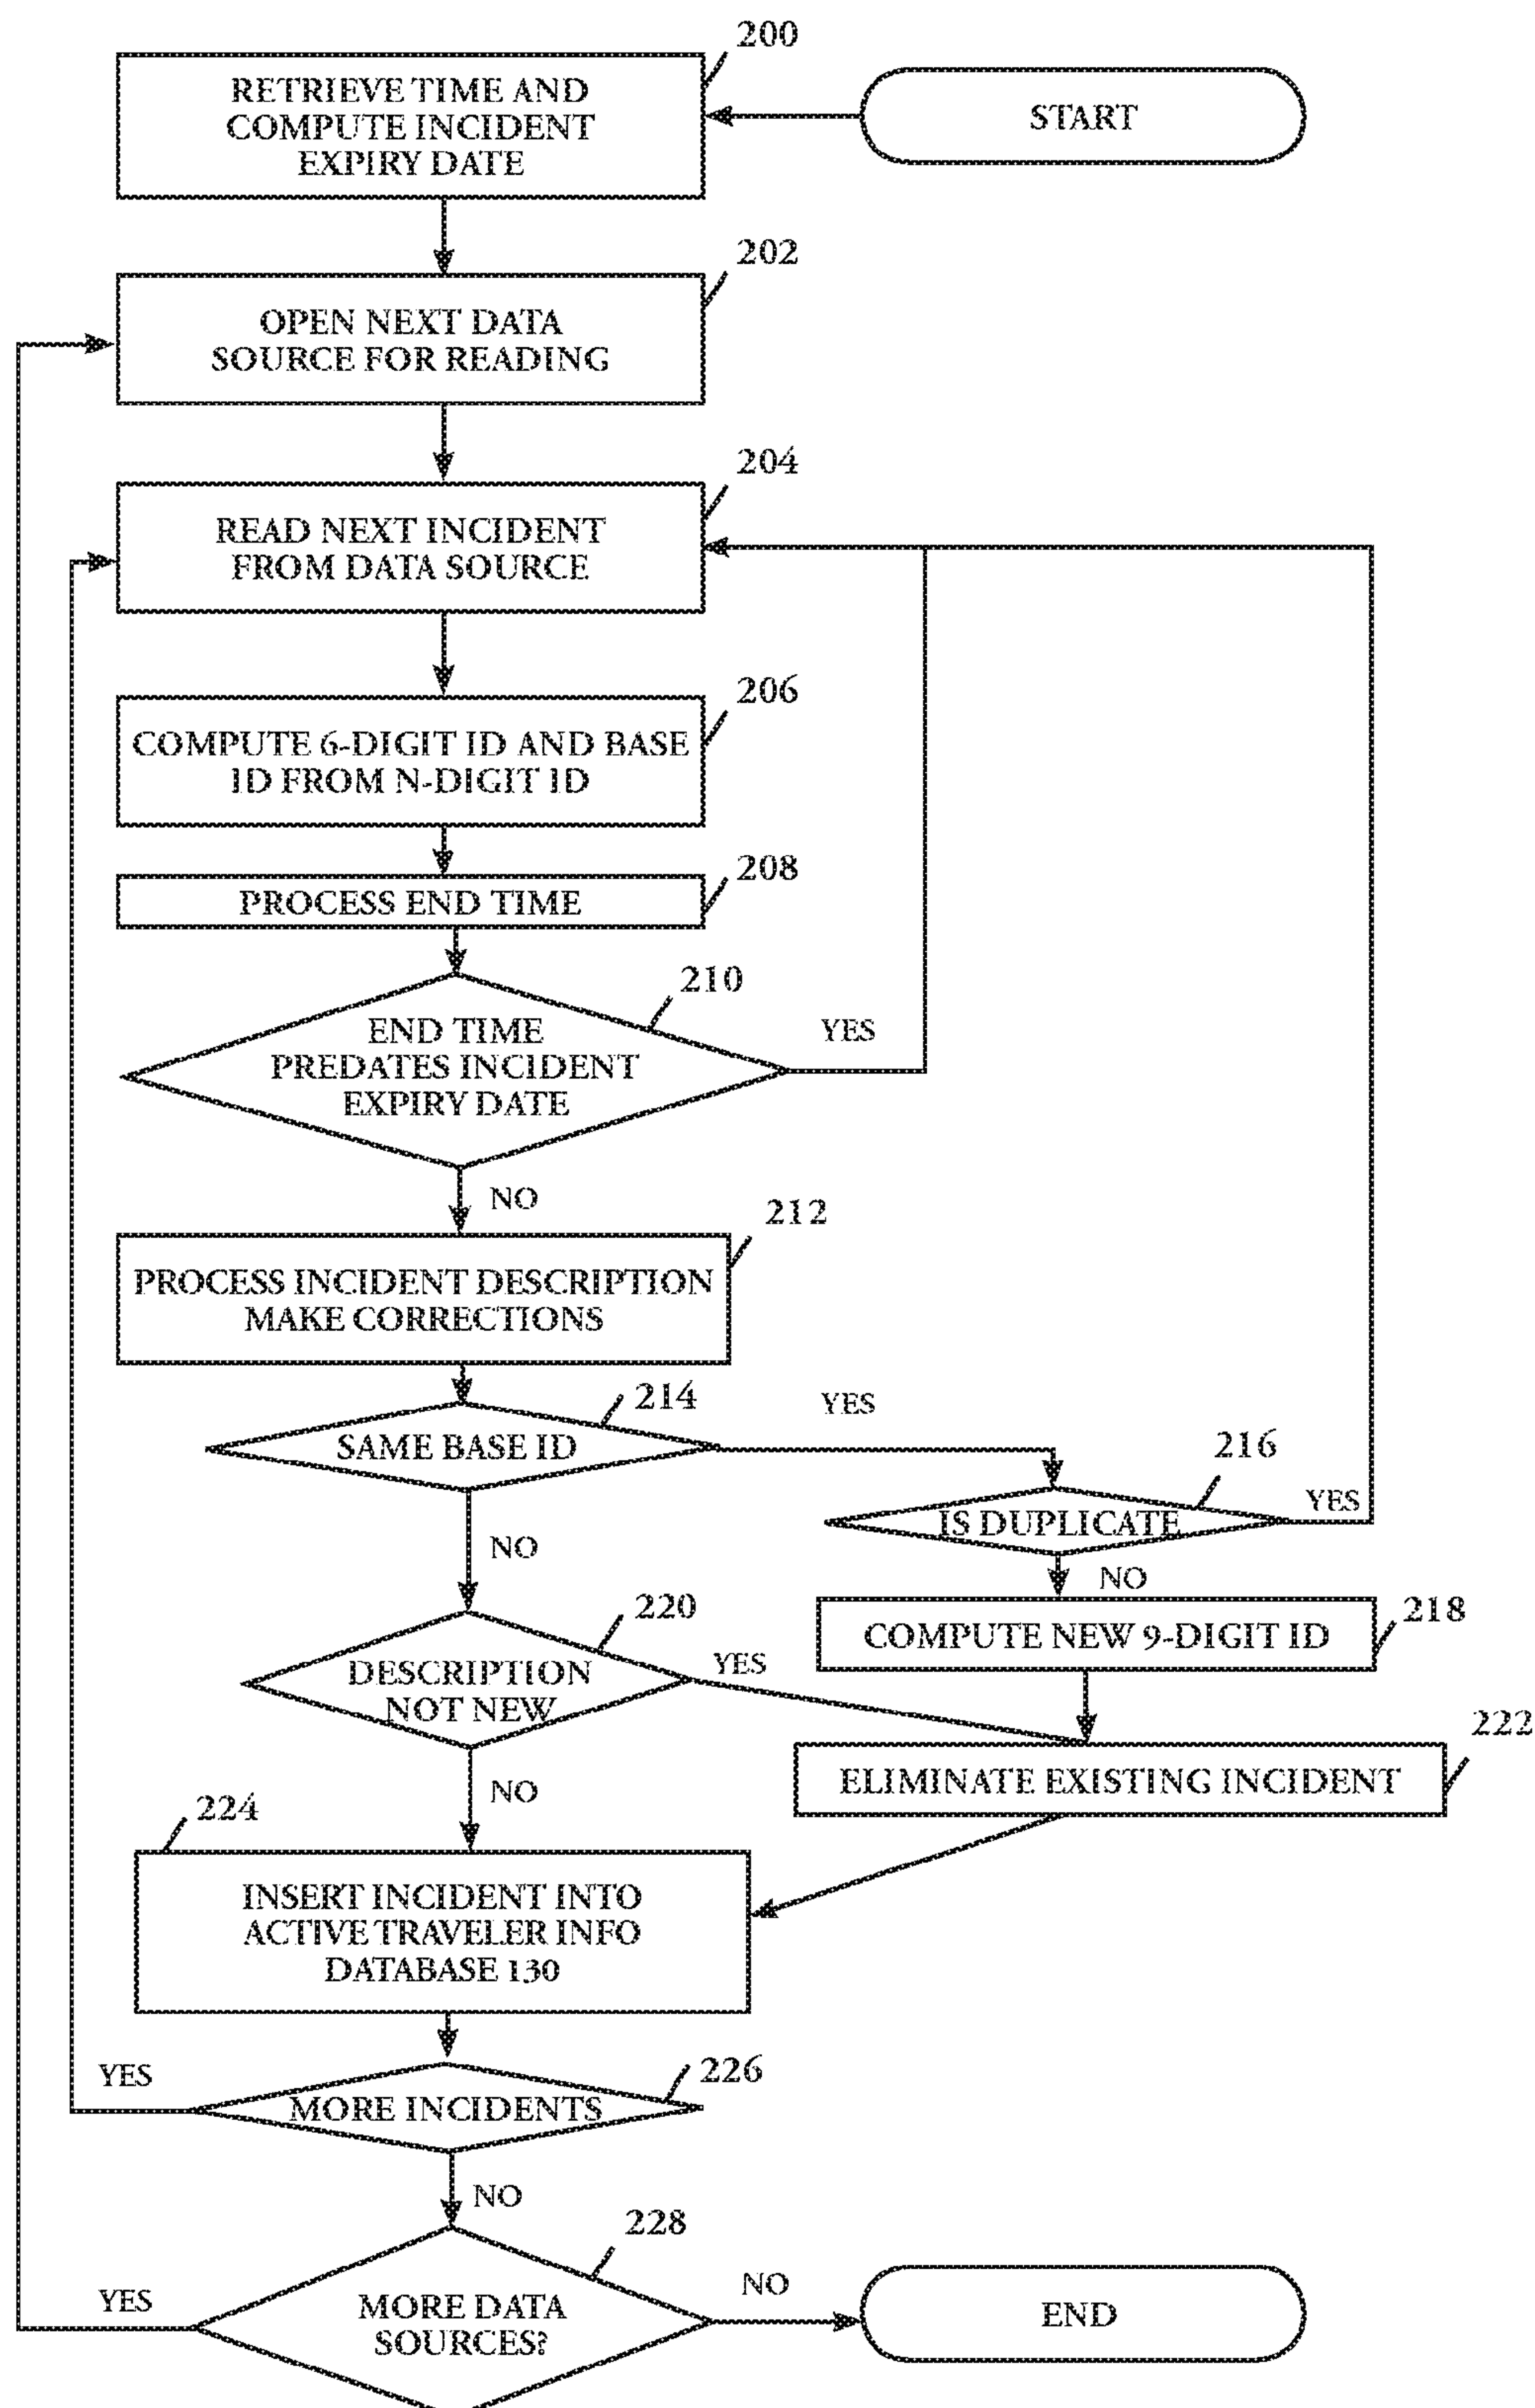 200
RETRIEVE TIME AND
COMPUTE INCIDENT
EXPIRY DATE
START
202
OPEN NEXT DATA
SOURCE FOR READING
204
READ NEXT INCIDENT
FROM DATA SOURCE
206
COMPUTE 6-DIGIT ID AND BASE
ID FROM N-DIGIT ID
208
PROCESS END TIME
210
END TIME
PREDATES INCIDENT
EXPIRY DATE
YES
NO
212
PROCESS INCIDENT DESCRIPTION
MAKE CORRECTIONS
214
SAME BASE ID
YES
216
IS DUPLICATE
YES
NO
NO
218
COMPUTE NEW 9-DIGIT ID
220
DESCRIPTION
NOT NEW
YES
222
ELIMINATE EXISTING INCIDENT
NO
224
INSERT INCIDENT INTO
ACTIVE TRAVELER INFO
DATABASE 130
226
MORE INCIDENTS
YES
NO
228
MORE DATA
SOURCES?
YES
NO
END